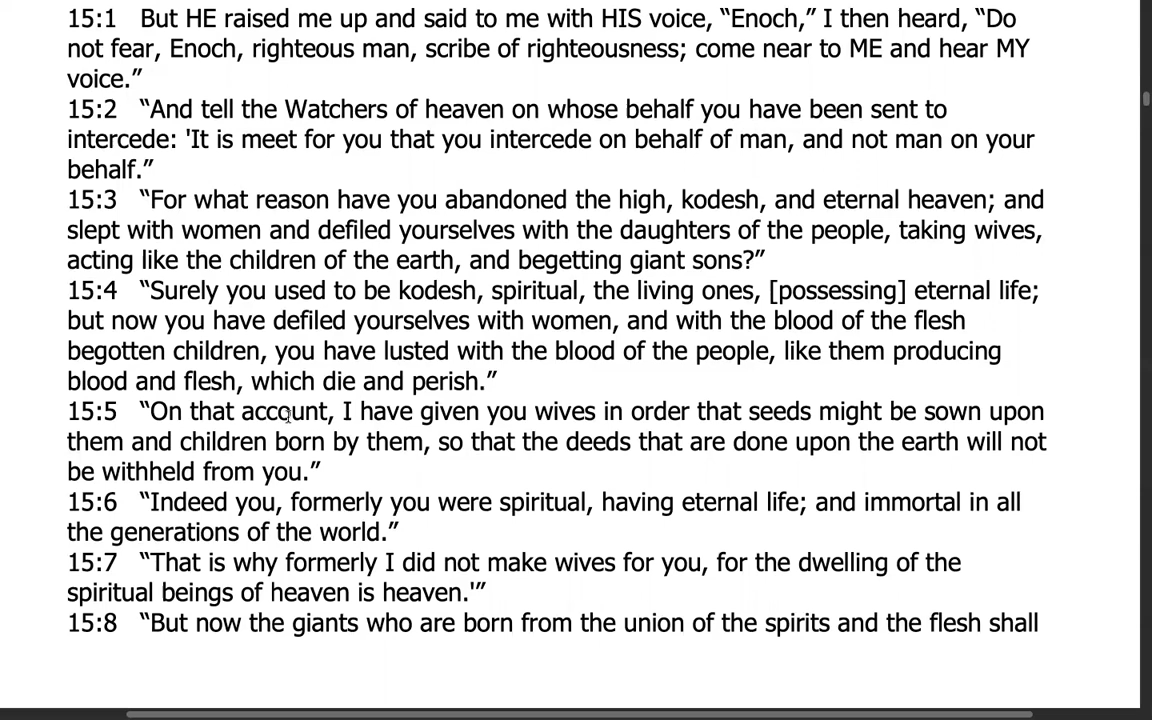 15:1 But HE raised me up and said to me with HIS voice, “Enoch,” I then heard, “Do
not fear, Enoch, righteous man, scribe of righteousness; come near to ME and hear MY
voice.”
15:2 “And tell the Watchers of heaven on whose behalf you have been sent to
intercede: 'It is meet for you that you intercede on behalf of man, and not man on your
behalf.”
15:3 “For what reason have you abandoned the high, kodesh, and eternal heaven; and
slept with women and defiled yourselves with the daughters of the people, taking wives,
acting like the children of the earth, and begetting giant sons?”
15:4 “Surely you used to be kodesh, spiritual, the living ones, [possessing] eternal life;
but now you have defiled yourselves with women, and with the blood of the flesh
begotten children, you have lusted with the blood of the people, like them producing
blood and flesh, which die and perish.”
15:5 “On that account, I have given you wives in order that seeds might be sown upon
them and children born by them, so that the deeds that are done upon the earth will not
be withheld from you.”
15:6 “Indeed you, formerly you were spiritual, having eternal life; and immortal in all
the generations of the world.”
15:7 “That is why formerly I did not make wives for you, for the dwelling of the
spiritual beings of heaven is heaven.'”
15:8 “But now the giants who are born from the union of the spirits and the flesh shall